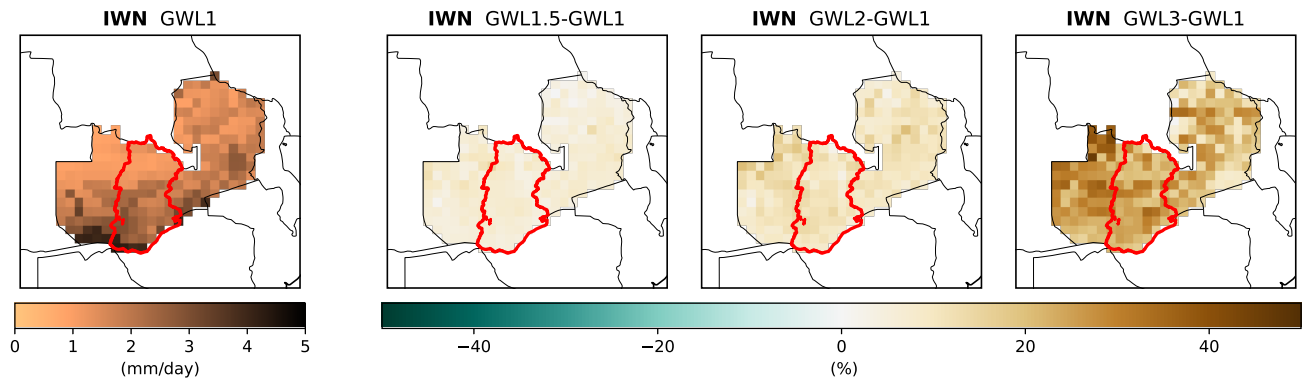 IWN GWL1
IWN GWL1.5-GWL1
IWN GWL2-GWL1
IWN GWL3-GWL1
0 1 2 3 4 5
(mm/day)
−40 −20 0 20 40
(%)